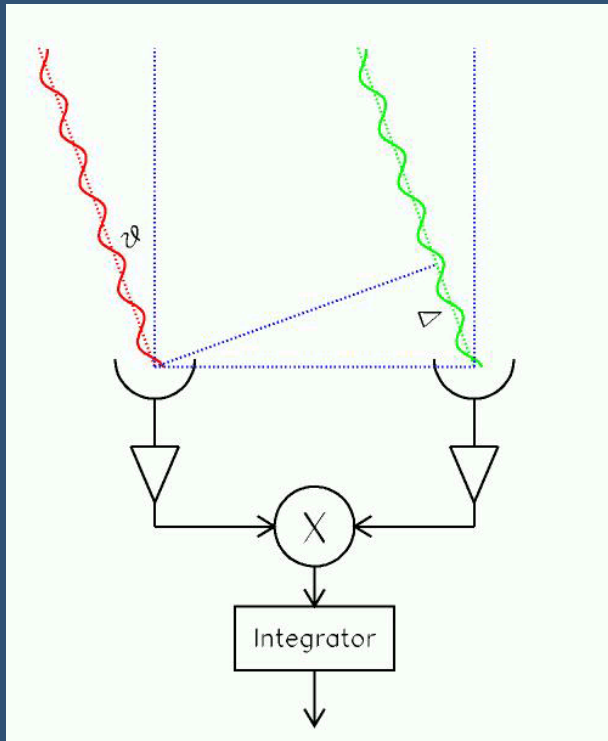 ϑ
Δ
X
Integrator